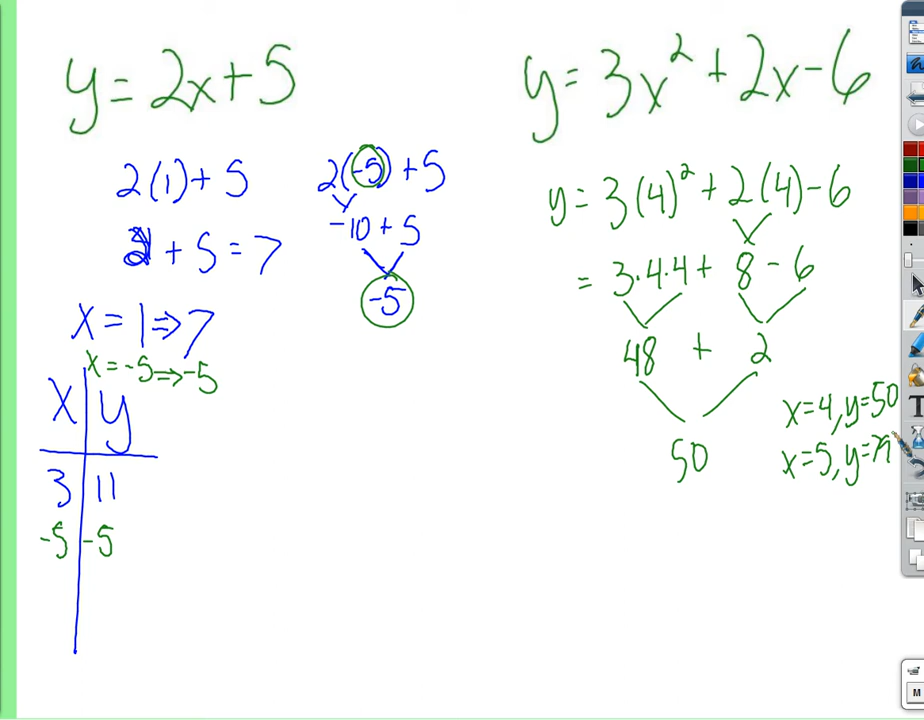 y = 2x + 5
2(1) + 5
2 + 5 = 7
x = 1 ⇒ 7
x = -5 ⇒ -5
x y
3 11
-5 -5
2(-5) + 5
-10 + 5
-5
y = 3x² + 2x - 6
y = 3(4)² + 2(4) - 6
= 3·4·4 + 8 - 6
48 + 2
50
x=4, y=50
x=5, y=79
T
M